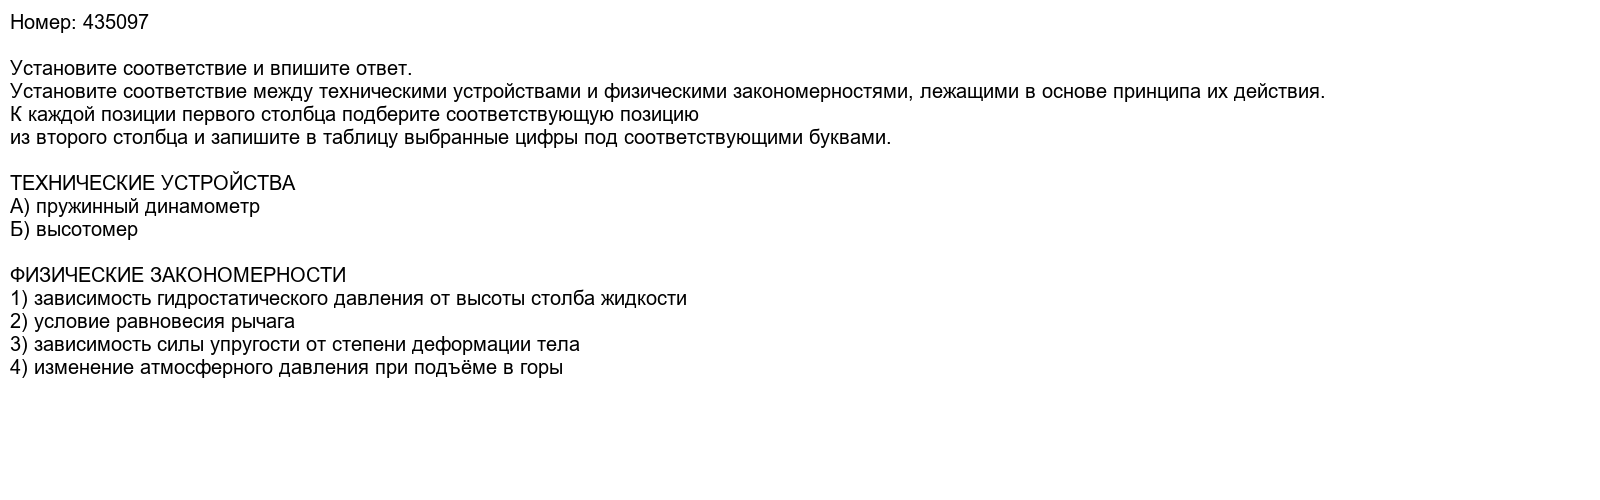 Номер: 435097
Установите соответствие и впишите ответ.
Установите соответствие между техническими устройствами и физическими закономерностями, лежащими в основе принципа их действия.
К каждой позиции первого столбца подберите соответствующую позицию
из второго столбца и запишите в таблицу выбранные цифры под соответствующими буквами.
ТЕХНИЧЕСКИЕ УСТРОЙСТВА
А) пружинный динамометр
Б) высотомер
ФИЗИЧЕСКИЕ ЗАКОНОМЕРНОСТИ
1) зависимость гидростатического давления от высоты столба жидкости
2) условие равновесия рычага
3) зависимость силы упругости от степени деформации тела
4) изменение атмосферного давления при подъёме в горы